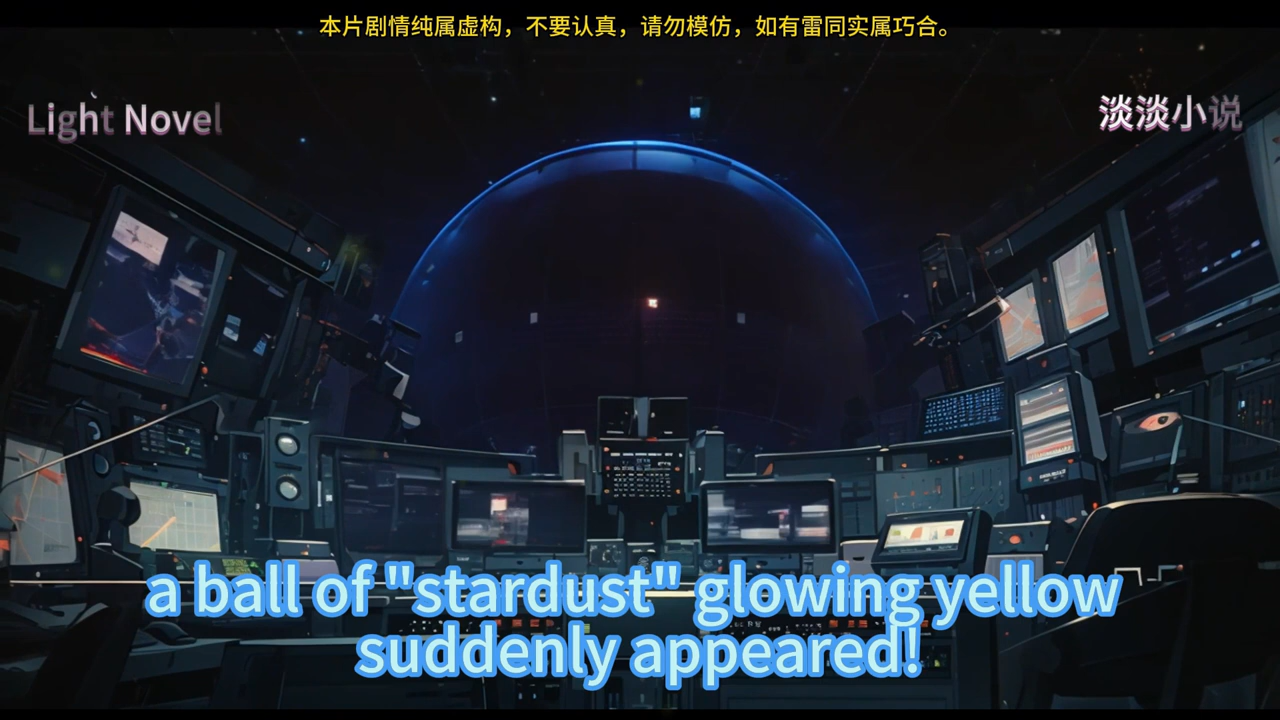 本片剧情纯属虚构，不要认真，请勿模仿，如有雷同实属巧合。
Light Novel
淡淡小说
a ball of "stardust" glowing yellow
suddenly appeared!